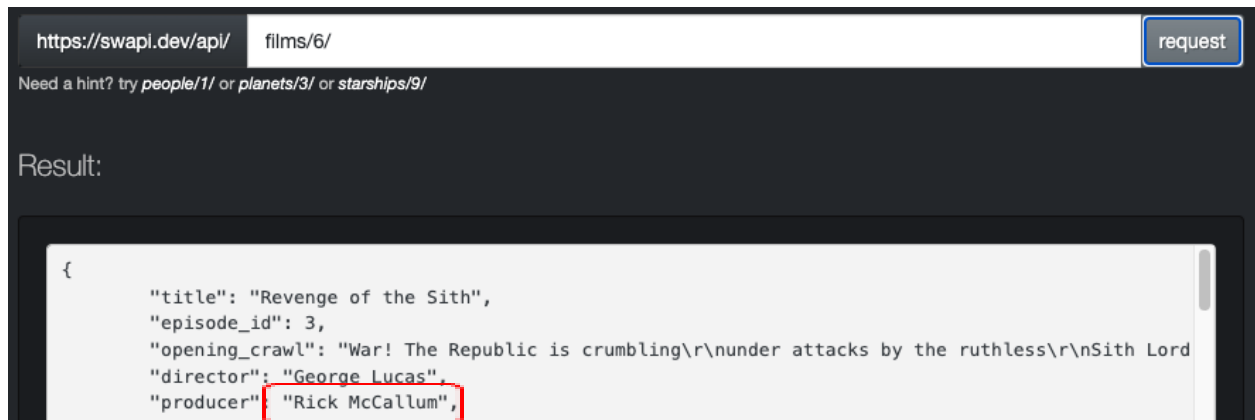 https://swapi.dev/api/ films/6/ request
Need a hint? try people/1/ or planets/3/ or starships/9/
Result:
{
"title": "Revenge of the Sith",
"episode_id": 3,
"opening_crawl": "War! The Republic is crumbling\r\nunder attacks by the ruthless\r\nSith Lord
"director": "George Lucas",
"producer": "Rick McCallum",